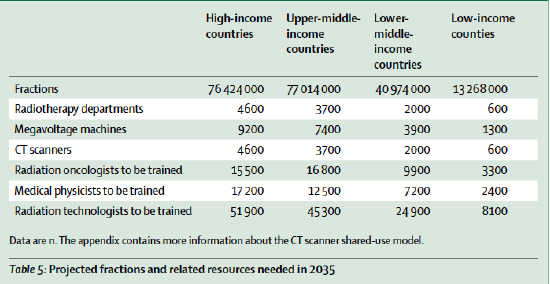 High-income Upper-middle- Lower- Low-income
countries income middle- counties
countries income
countries
Fractions 76 424 000 77 014 000 40 974 000 13 268 000
Radiotherapy departments 4600 3700 2000 600
Megavoltage machines 9200 7400 3900 1300
CT scanners 4600 3700 2000 600
Radiation oncologists to be trained 15 500 16 800 9900 3300
Medical physicists to be trained 17 200 12 500 7200 2400
Radiation technologists to be trained 51 900 45 300 24 900 8100
Data are n. The appendix contains more information about the CT scanner shared-use model.
Table 5: Projected fractions and related resources needed in 2035